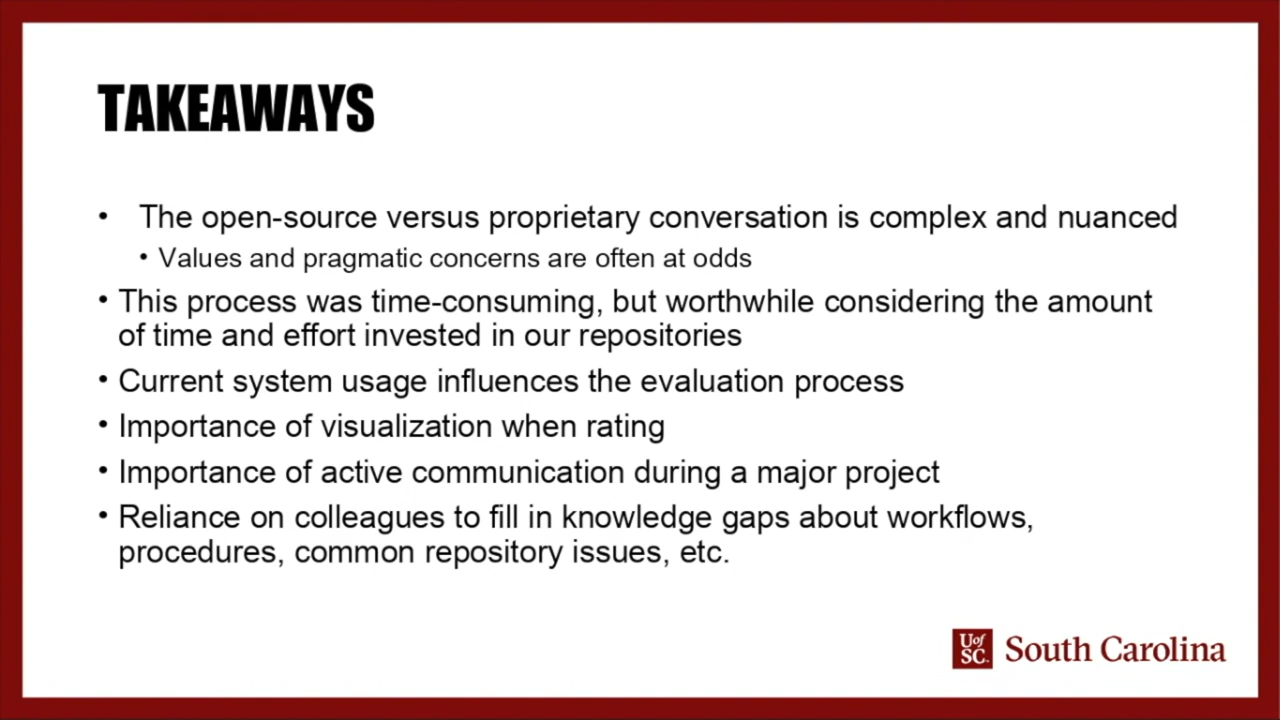 TAKEAWAYS
• The open-source versus proprietary conversation is complex and nuanced
• Values and pragmatic concerns are often at odds
• This process was time-consuming, but worthwhile considering the amount
of time and effort invested in our repositories
• Current system usage influences the evaluation process
• Importance of visualization when rating
• Importance of active communication during a major project
• Reliance on colleagues to fill in knowledge gaps about workflows,
procedures, common repository issues, etc.
Uof
SC. South Carolina